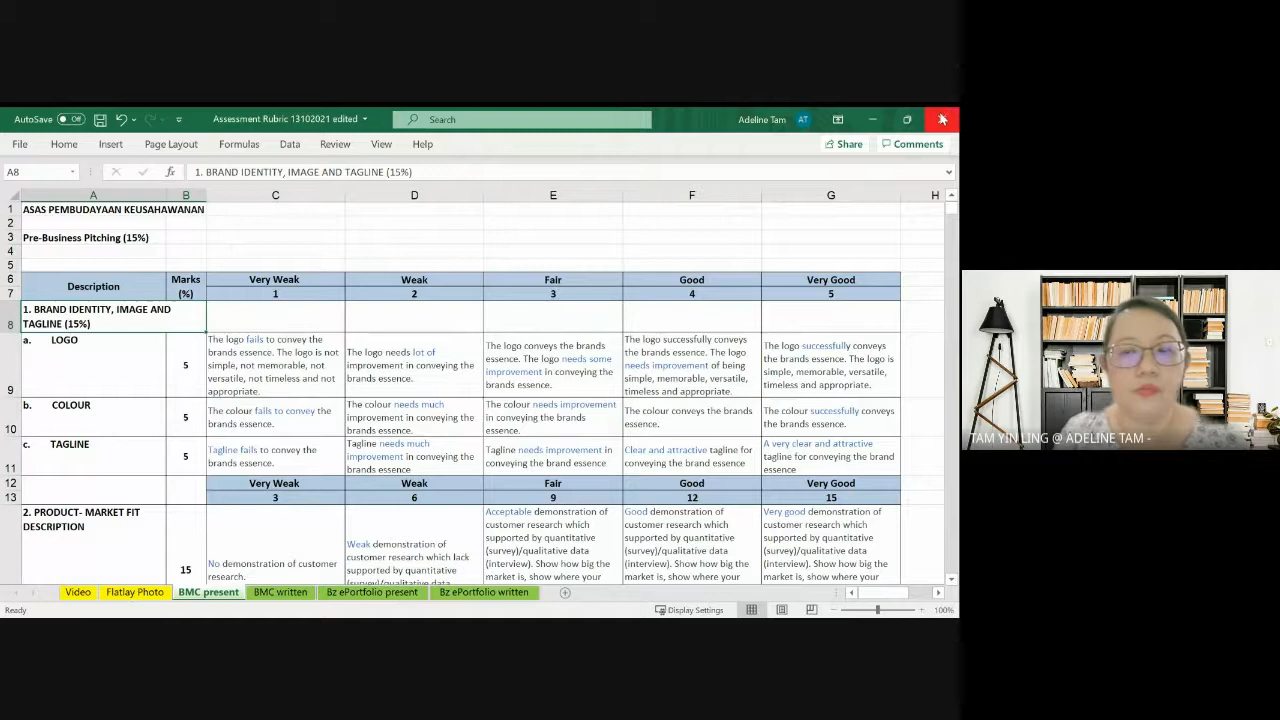 AutoSave Off Assessment Rubric 13102021 edited Search Adeline Tam AT
File Home Insert Page Layout Formulas Data Review View Help Share Comments
A8 fx 1. BRAND IDENTITY, IMAGE AND TAGLINE (15%)
A B C D E F G H
1 ASAS PEMBUDAYAAN KEUSAHAWANAN
2
3 Pre-Business Pitching (15%)
4
5
6 Description Marks Very Weak Weak Fair Good Very Good
7 (%) 1 2 3 4 5
1. BRAND IDENTITY, IMAGE AND
8 TAGLINE (15%)
a. LOGO
5
The logo fails to convey the
brands essence. The logo is not
simple, not memorable, not
versatile, not timeless and not
appropriate.
The logo needs lot of
improvement in conveying the
brands essence.
The logo conveys the brands
essence. The logo needs some
improvement in conveying the
brands essence.
The logo successfully conveys
the brands essence. The logo
needs improvement of being
simple, memorable, versatile,
timeless and appropriate.
The logo successfully conveys
the brands essence. The logo is
simple, memorable, versatile,
timeless and appropriate.
9
b. COLOUR
5
The colour fails to convey the
brands essence.
The colour needs much
improvement in conveying the
brands essence.
The colour needs improvement
in conveying the brands
essence.
The colour conveys the brands
essence.
The colour successfully conveys
the brands essence.
10
c. TAGLINE
5
Tagline fails to convey the
brands essence.
Tagline needs much
improvement in conveying the
brands essence
Tagline needs improvement in
conveying the brand essence
Clear and attractive tagline for
conveying the brand essence
A very clear and attractive
tagline for conveying the brand
essence
11
12 Very Weak Weak Fair Good Very Good
13 3 6 9 12 15
2. PRODUCT- MARKET FIT
DESCRIPTION
15
No demonstration of customer
research.
Weak demonstration of
customer research which lack
supported by quantitative
(survey)/qualitative data
Acceptable demonstration of
customer research which
supported by quantitative
(survey)/qualitative data
(interview). Show how big the
market is, show where your
Good demonstration of
customer research which
supported by quantitative
(survey)/qualitative data
(interview). Show how big the
market is, show where your
Very good demonstration of
customer research which
supported by quantitative
(survey)/qualitative data
(interview). Show how big the
market is, show where your
Video Flatlay Photo BMC present BMC written Bz ePortfolio present Bz ePortfolio written
Ready Display Settings 100%
TAM YIN LING @ ADELINE TAM -